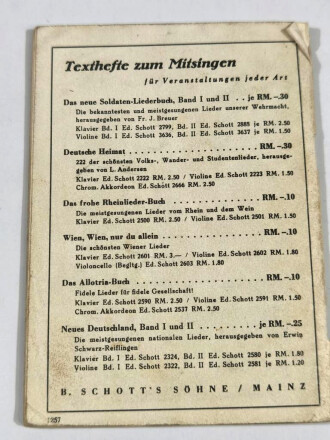 Texthefte zum Mitsingen
für Veranstaltungen jeder Art
Das neue Soldaten-Liederbuch, Band I und II . . je RM. –.30
Die bekanntesten und meistgesungenen Lieder unserer Wehrmacht,
herausgegeben von Fr. J. Breuer
Klavier Bd. I Ed. Schott 2799, Bd. II Ed. Schott 2888 je RM. 2.50
Violine Bd. I Ed. Schott 3636, Bd. II Ed. Schott 3637 je RM. 1.50
Deutsche Heimat . . . . . . . . . . . . . . . . . RM. –.30
222 der schönsten Volks-, Wander- und Studentenlieder, herausge-
geben von L. Andersen
Klavier Ed. Schott 2222 RM. 2.50 / Violine Ed. Schott 2223 RM. 1.50
Chrom. Akkordeon Ed. Schott 2666 RM. 2.50
Das frohe Rheinlieder-Buch . . . . . . . . . . . . RM. –.10
Die meistgesungenen Lieder vom Rhein und dem Wein
Klavier Ed. Schott 2500 RM. 2.50 / Violine Ed. Schott 2501 RM. 1.50
Wien, Wien, nur du allein . . . . . . . . . . . . RM. –.10
Die schönsten Wiener Lieder
Klavier Ed. Schott 2601 RM. 3.– / Violine Ed. Schott 2602 RM. 1.80
Violoncello (Begltg.) Ed. Schott 2603 RM. 1.80
Das Allotria-Buch . . . . . . . . . . . . . . . . RM. –.10
Fidele Lieder für fidele Gesellschaft!
Klavier Ed. Schott 2590 RM. 2.50 / Violine Ed. Schott 2591 RM. 1.50
Chrom. Akkordeon Ed. Schott 2537 RM. 2.50
Neues Deutschland, Band I und II . . . . . . . je RM. –.25
Die meistgesungenen nationalen Lieder, herausgegeben von Erwin
Schwarz-Reiflingen
Klavier Bd. I Ed. Schott 2324, Bd. II Ed. Schott 2580 je RM. 1.80
Violine Bd. I Ed. Schott 2322, Bd. II Ed. Schott 2581 je RM. 1.20
B. SCHOTT'S SÖHNE / MAINZ